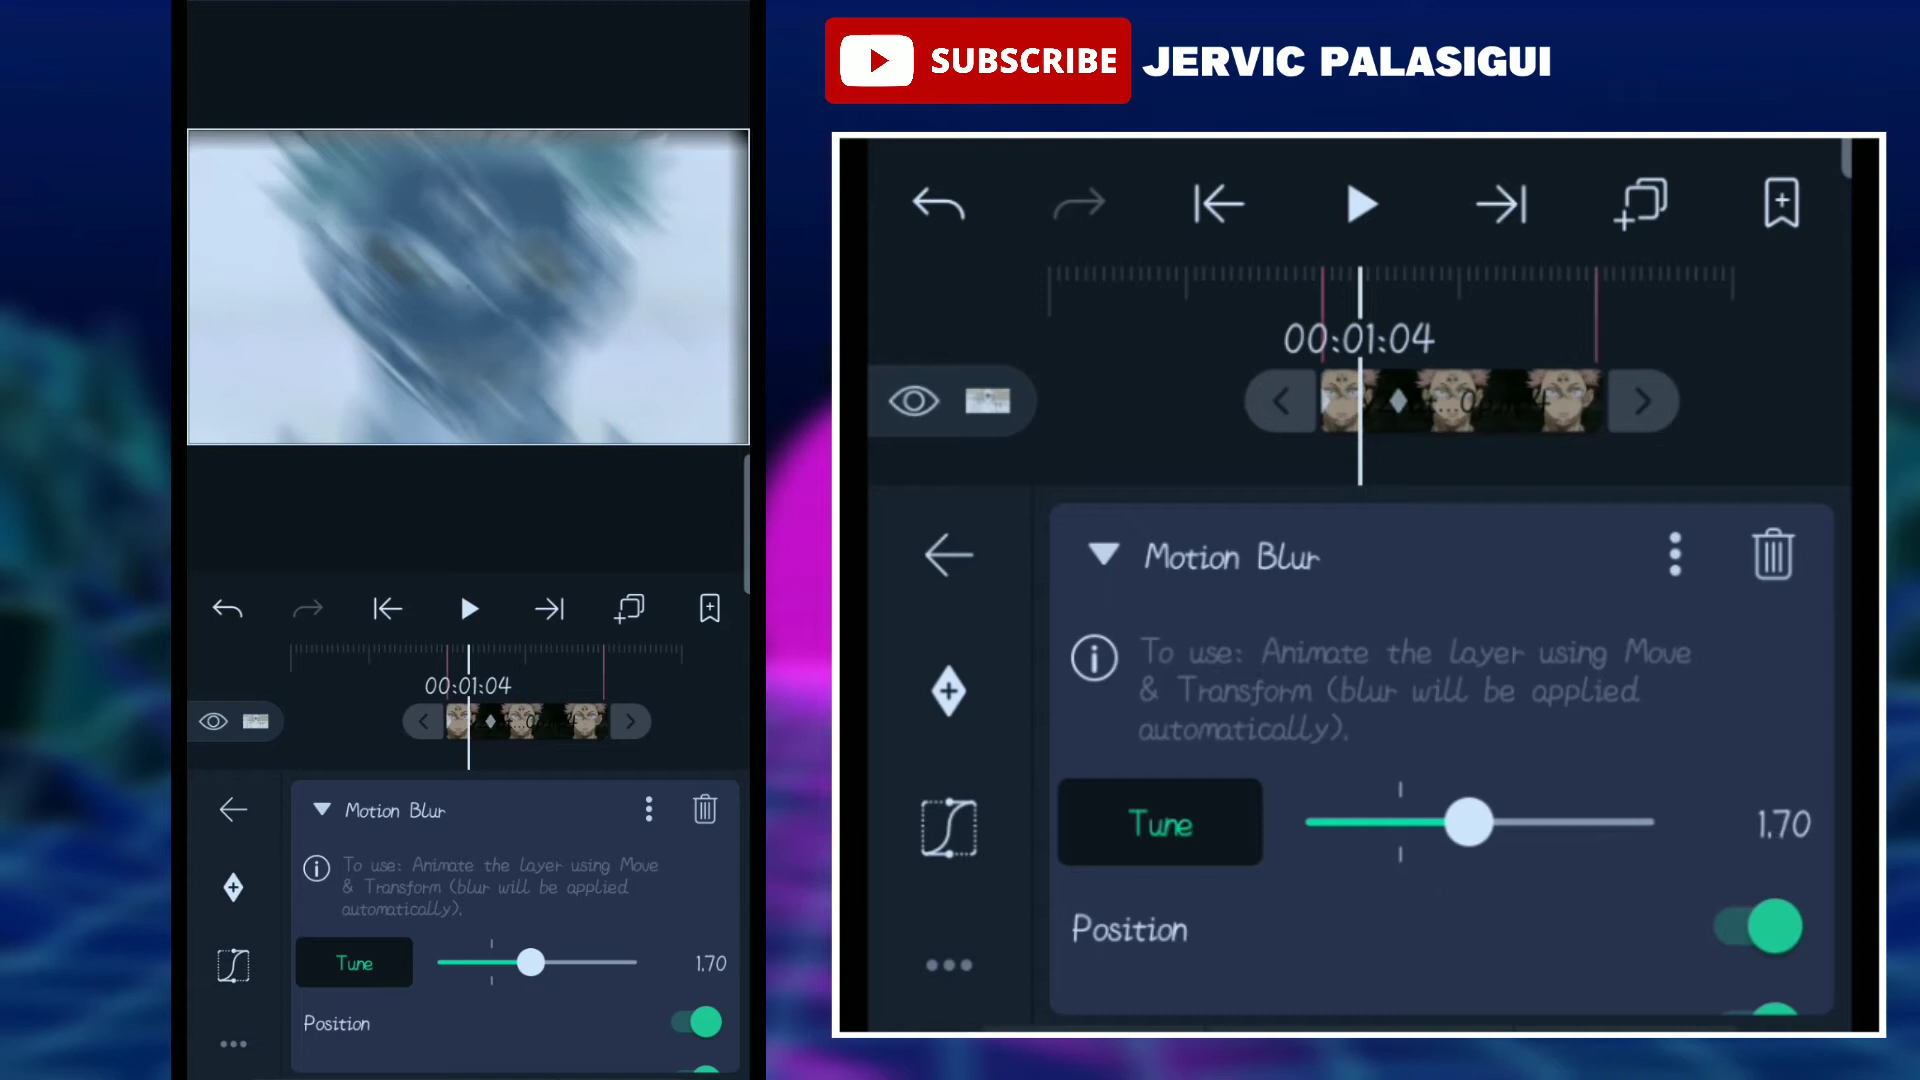 SUBSCRIBE JERVIC PALASIGUI
00:01:04
Motion Blur
To use: Animate the layer using Move
& Transform (blur will be applied
automatically).
Tune 1.70
Position
00:01:04
Motion Blur
To use: Animate the layer using Move
& Transform (blur will be applied
automatically).
Tune 1.70
Position